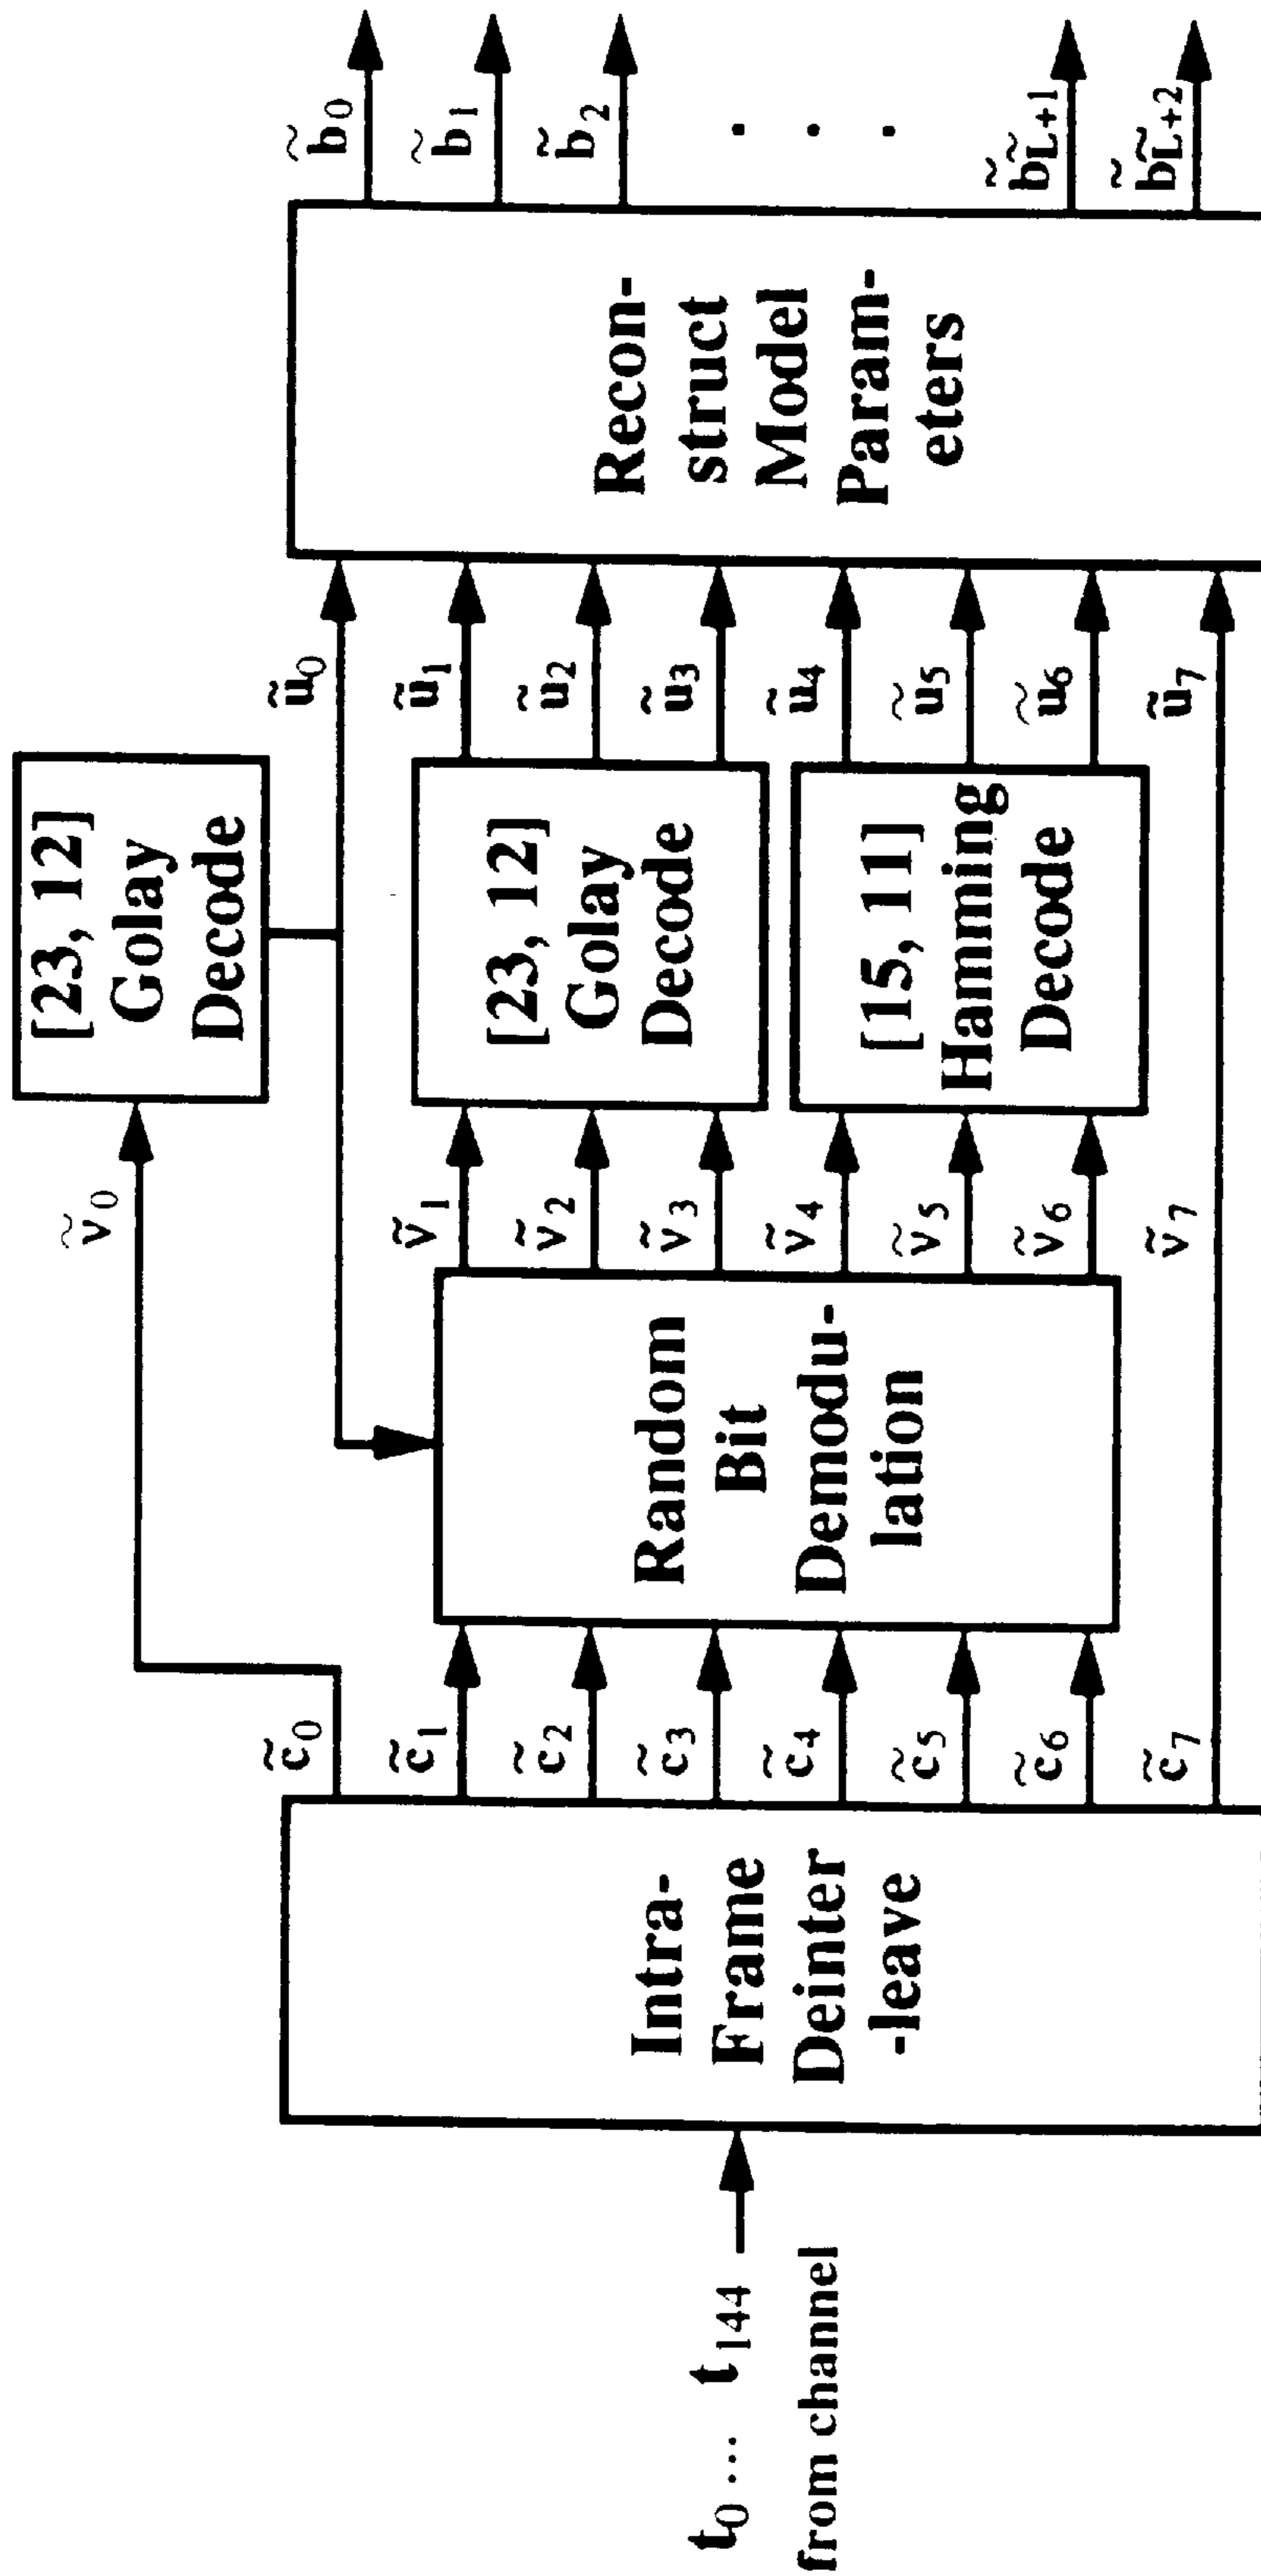 t̃₀ ... t₁₄₄
from channel
Intra-
Frame
Deinter
-leave
c̃₀
c̃₁
c̃₂
c̃₃
c̃₄
c̃₅
c̃₆
c̃₇
ṽ₀
Random
Bit
Demodu-
lation
ṽ₁
ṽ₂
ṽ₃
ṽ₄
ṽ₅
ṽ₆
ṽ₇
[23, 12]
Golay
Decode
[23, 12]
Golay
Decode
[15, 11]
Hamming
Decode
ũ₀
ũ₁
ũ₂
ũ₃
ũ₄
ũ₅
ũ₆
ũ₇
Recon-
struct
Model
Param-
eters
b̃₀
b̃₁
b̃₂
. . .
b̃_L̃+1
b̃_L̃+2